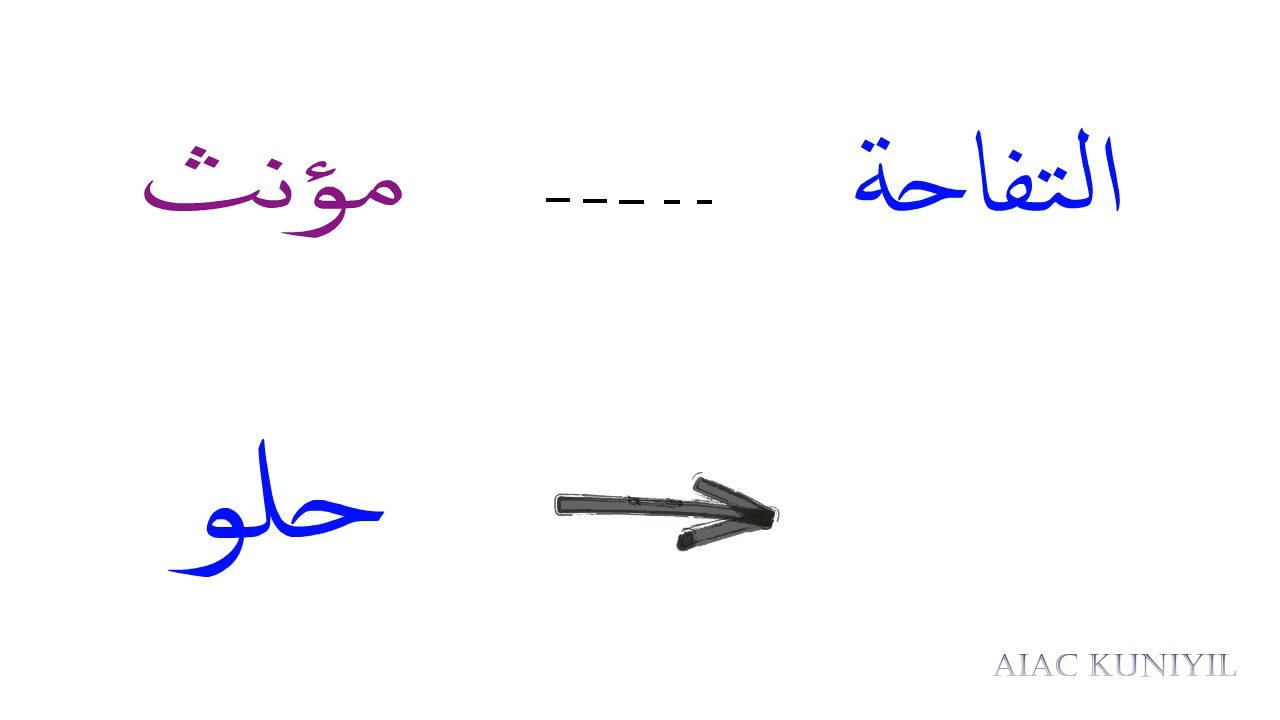 التفاحة ----- مؤنث
حلو
AIAC KUNIYIL